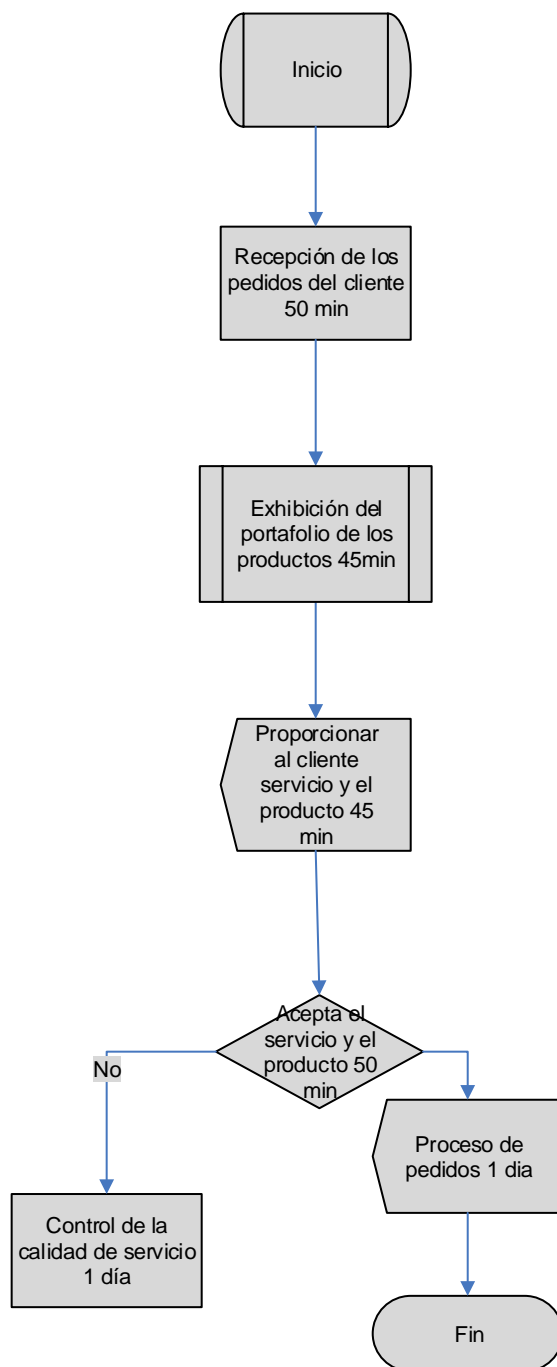 Inicio
Recepción de los
pedidos del cliente
50 min
Exhibición del
portafolio de los
productos 45min
Proporcionar
al cliente
servicio y el
producto 45
min
Acepta el
servicio y el
producto 50
min
No
Proceso de
pedidos 1 dia
Control de la
calidad de servicio
1 día
Fin